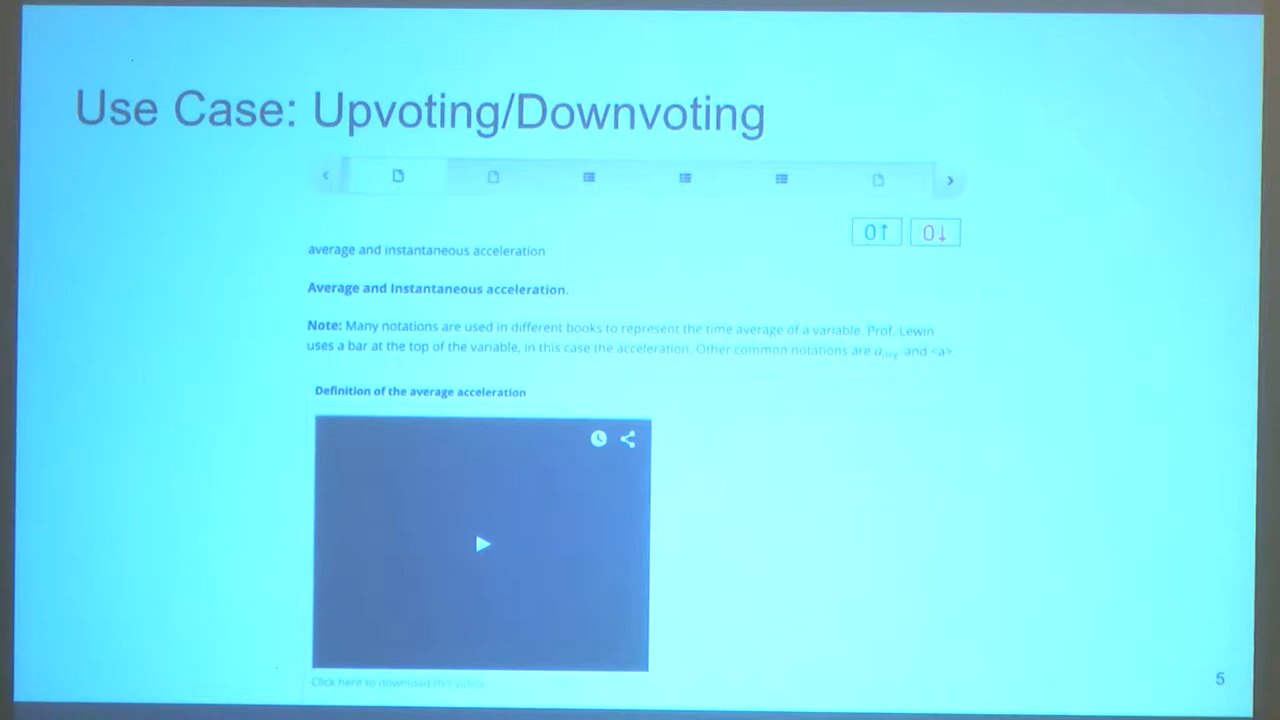 Use Case: Upvoting/Downvoting
0↑ 0↓
average and instantaneous acceleration
Average and Instantaneous acceleration.
Note: Many notations are used in different books to represent the time average of a variable. Prof. Lewin
uses a bar at the top of the variable, in this case the acceleration. Other common notations are a_avg and <a>.
Definition of the average acceleration
Click here to download this video
5